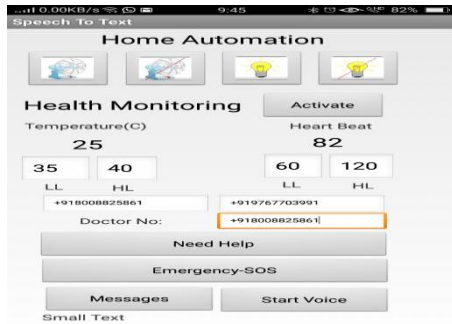 0.00KB/s 9:45 82%
Speech To Text
Home Automation
Health Monitoring Activate
Temperature(C) Heart Beat
25 82
35 40 60 120
LL HL LL HL
+918008825861 +919767703991
Doctor No: +918008825861
Need Help
Emergency-SOS
Messages Start Voice
Small Text